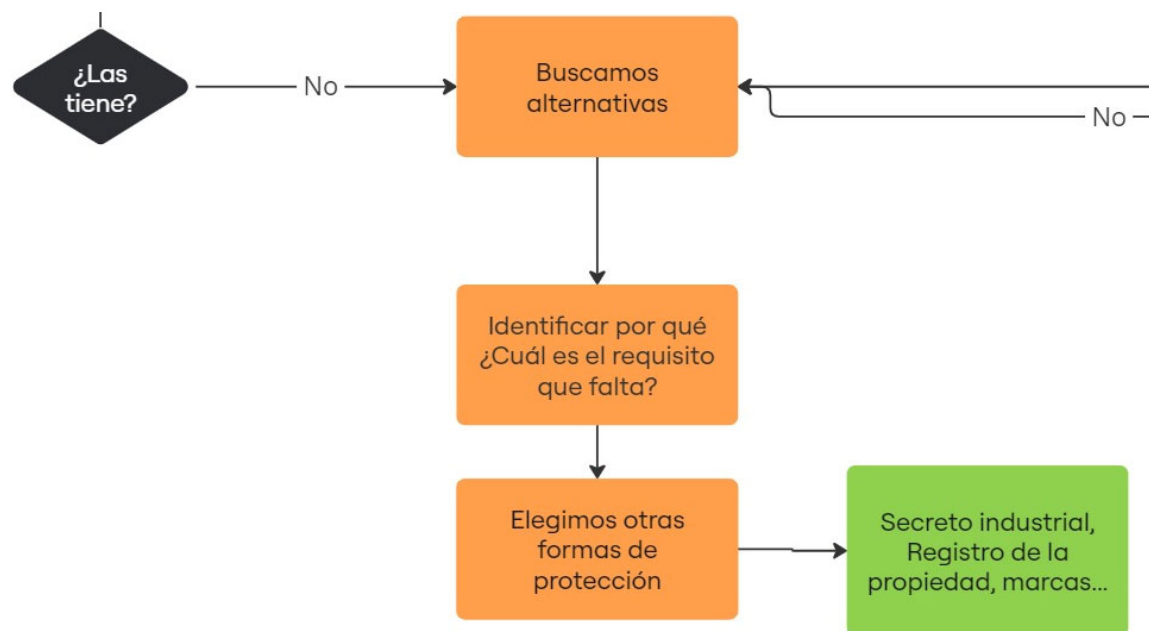 ¿Las
tiene?
No
Buscamos
alternativas
No
Identificar por qué
¿Cuál es el requisito
que falta?
Elegimos otras
formas de
protección
Secreto industrial,
Registro de la
propiedad, marcas...